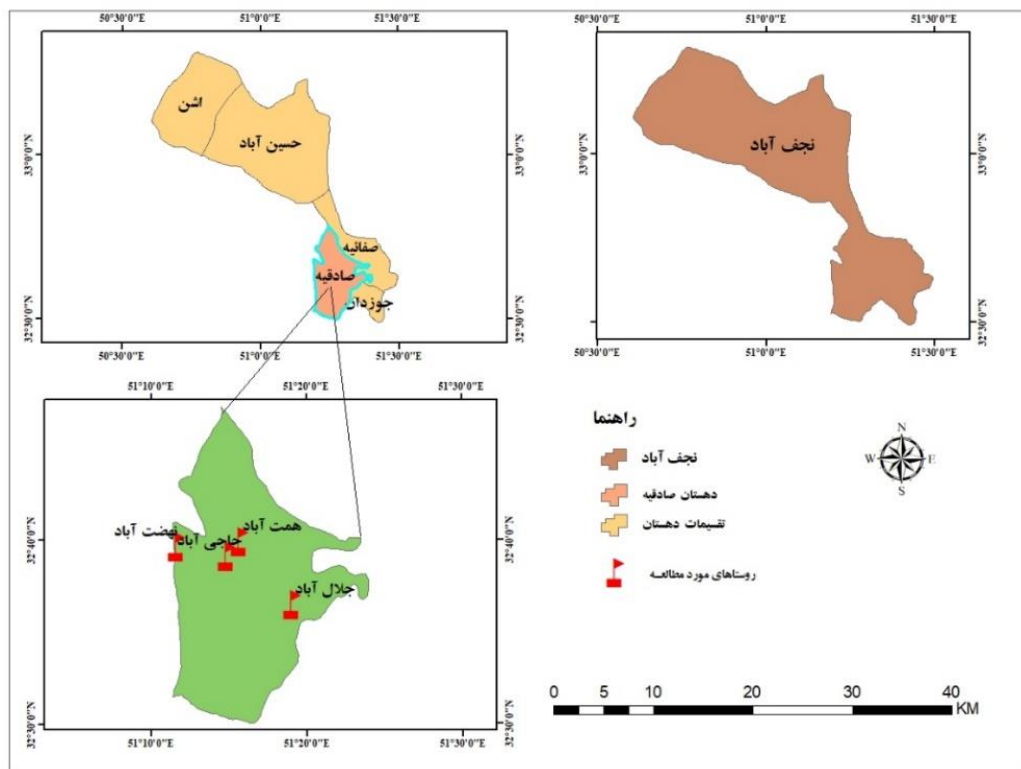 50°30'0"E
51°0'0"E
51°30'0"E
33°0'0"N
32°30'0"N
اشن
حسین آباد
صفائیه
صادقیه
جوزدان
33°0'0"N
32°30'0"N
50°30'0"E
51°0'0"E
51°30'0"E
50°30'0"E
51°0'0"E
51°30'0"E
33°0'0"N
32°30'0"N
نجف آباد
33°0'0"N
32°30'0"N
50°30'0"E
51°0'0"E
51°30'0"E
51°10'0"E
51°20'0"E
51°30'0"E
32°40'0"N
32°30'0"N
همت آباد
نهضت آباد
حاجی آباد
جلال آباد
32°40'0"N
32°30'0"N
51°10'0"E
51°20'0"E
51°30'0"E
راهنما
نجف آباد
دهستان صادقیه
تقسیمات دهستان
روستاهای مورد مطالعه
N
W E
S
0 5 10 20 30 40
KM